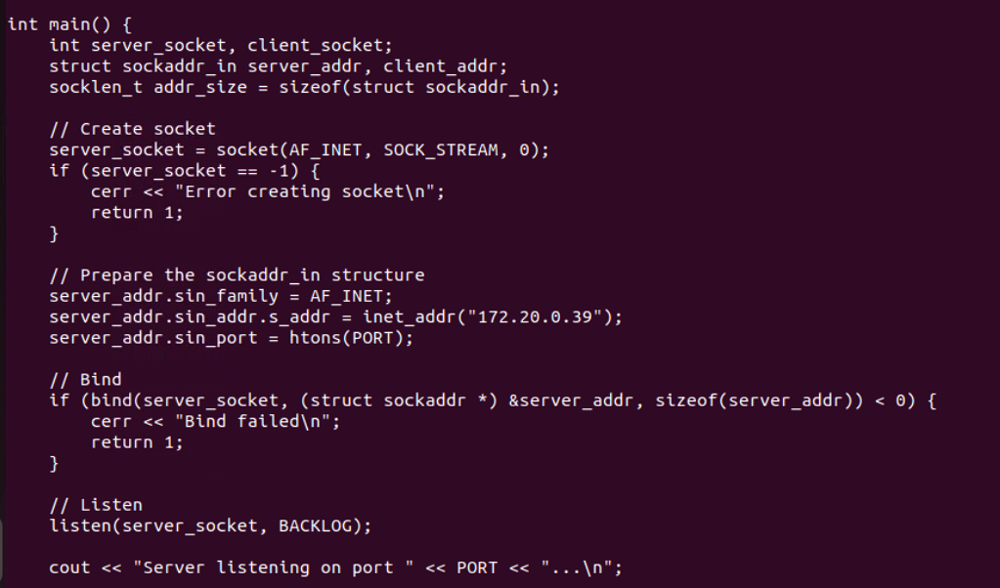 int main() {
    int server_socket, client_socket;
    struct sockaddr_in server_addr, client_addr;
    socklen_t addr_size = sizeof(struct sockaddr_in);

    // Create socket
    server_socket = socket(AF_INET, SOCK_STREAM, 0);
    if (server_socket == -1) {
        cerr << "Error creating socket\n";
        return 1;
    }

    // Prepare the sockaddr_in structure
    server_addr.sin_family = AF_INET;
    server_addr.sin_addr.s_addr = inet_addr("172.20.0.39");
    server_addr.sin_port = htons(PORT);

    // Bind
    if (bind(server_socket, (struct sockaddr *) &server_addr, sizeof(server_addr)) < 0) {
        cerr << "Bind failed\n";
        return 1;
    }

    // Listen
    listen(server_socket, BACKLOG);

    cout << "Server listening on port " << PORT << "...\n";